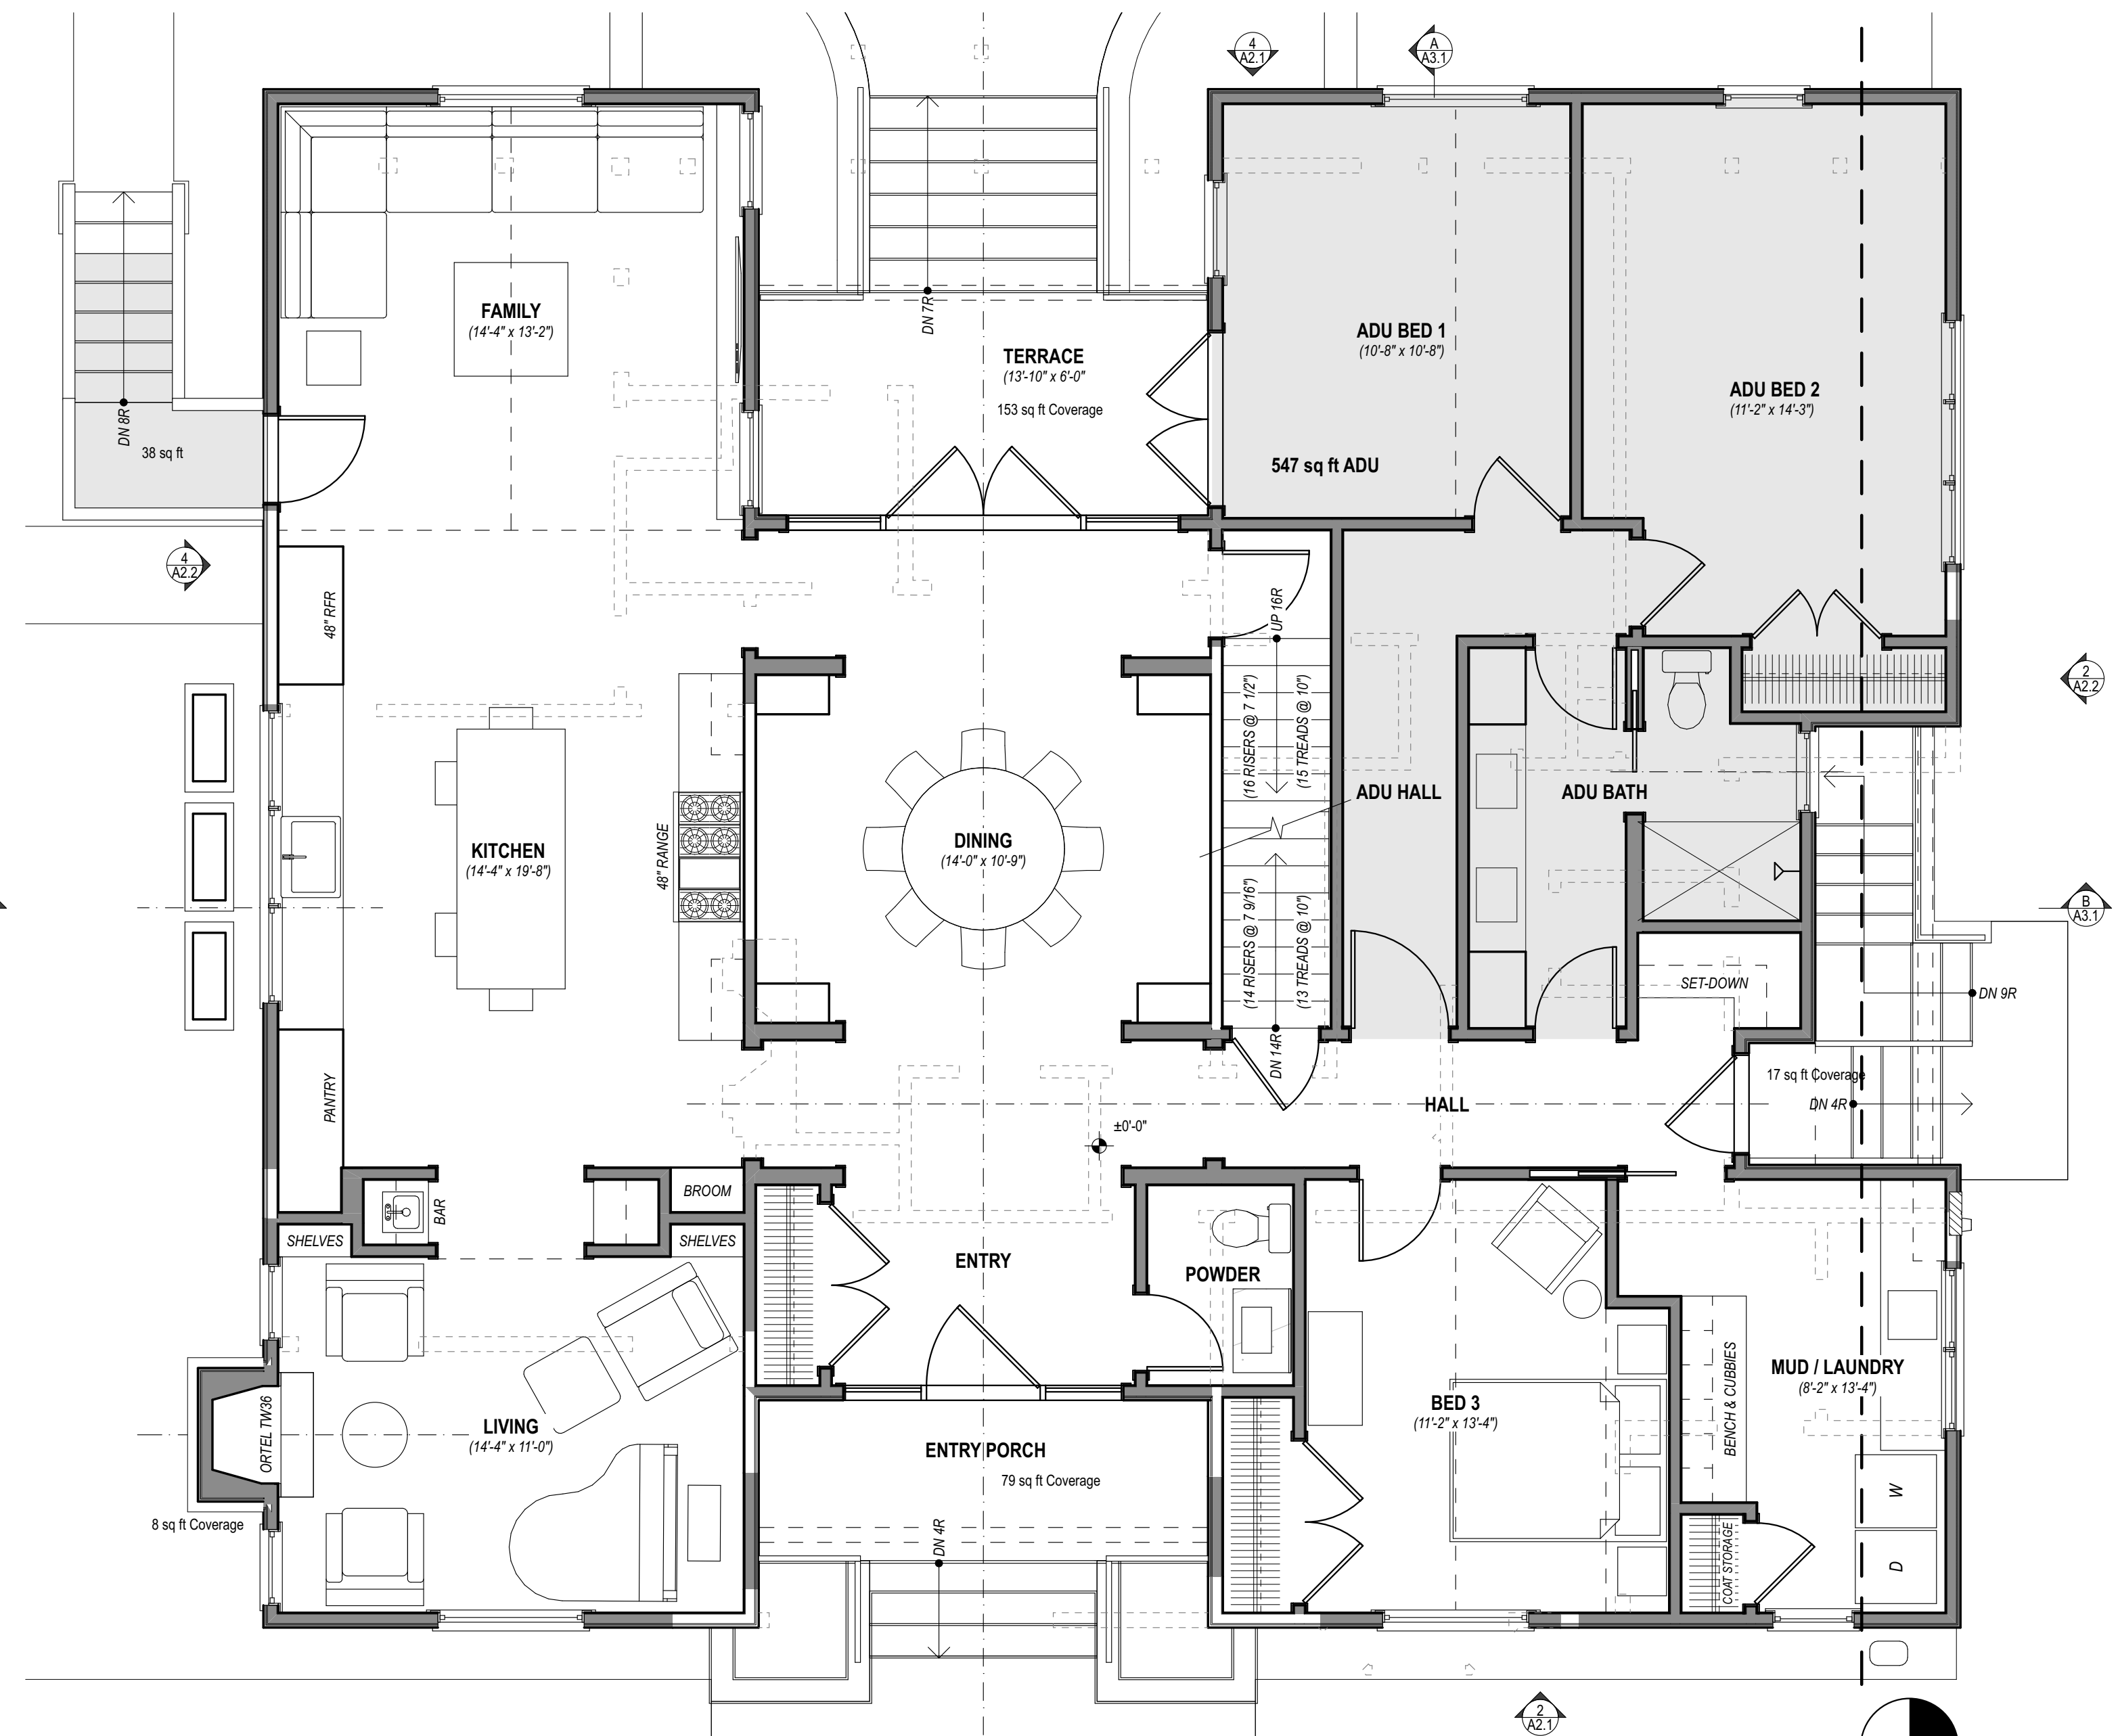 4
A2.1
A
A3.1
FAMILY
(14'-4" x 13'-2")
DN 7R
TERRACE
(13'-10" x 6'-0"
153 sq ft Coverage
ADU BED 1
(10'-8" x 10'-8")
ADU BED 2
(11'-2" x 14'-3")
547 sq ft ADU
DN 8R
38 sq ft
4
A2.2
48" RFR
UP 16R
(16 RISERS @ 7 1/2")
(15 TREADS @ 10")
2
A2.2
ADU HALL
ADU BATH
KITCHEN
(14'-4" x 19'-8")
48" RANGE
DINING
(14'-0" x 10'-9")
(14 RISERS @ 7 9/16")
(13 TREADS @ 10")
B
A3.1
SET-DOWN
DN 9R
DN 14R
PANTRY
17 sq ft Coverage
DN 4R
HALL
±0'-0"
BROOM
BAR
SHELVES
SHELVES
ENTRY
POWDER
ORTEL TW36
LIVING
(14'-4" x 11'-0")
ENTRY PORCH
79 sq ft Coverage
BED 3
(11'-2" x 13'-4")
BENCH & CUBBIES
MUD / LAUNDRY
(8'-2" x 13'-4")
W
D
8 sq ft Coverage
DN 4R
COAT STORAGE
2
A2.1